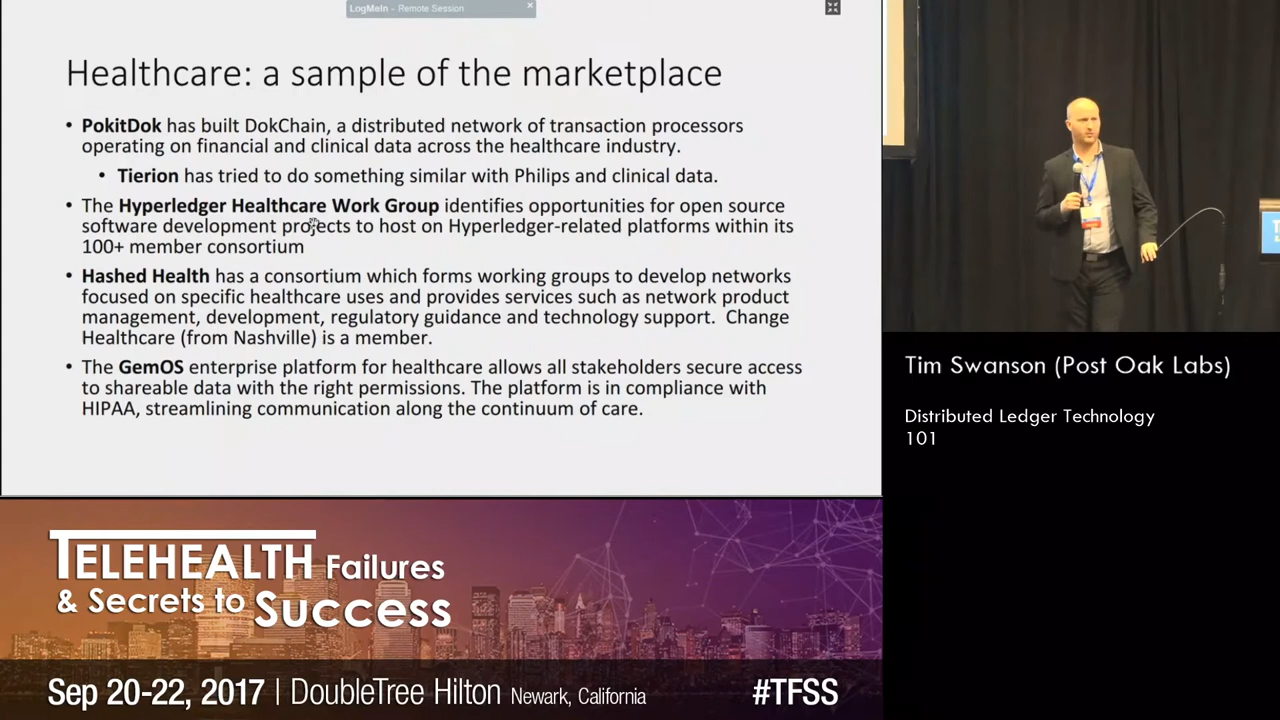 LogMeIn - Remote Session
Healthcare: a sample of the marketplace
• PokitDok has built DokChain, a distributed network of transaction processors
operating on financial and clinical data across the healthcare industry.
• Tierion has tried to do something similar with Philips and clinical data.
• The Hyperledger Healthcare Work Group identifies opportunities for open source
software development projects to host on Hyperledger-related platforms within its
100+ member consortium
• Hashed Health has a consortium which forms working groups to develop networks
focused on specific healthcare uses and provides services such as network product
management, development, regulatory guidance and technology support.  Change
Healthcare (from Nashville) is a member.
• The GemOS enterprise platform for healthcare allows all stakeholders secure access
to shareable data with the right permissions. The platform is in compliance with
HIPAA, streamlining communication along the continuum of care.
Tim Swanson (Post Oak Labs)
Distributed Ledger Technology
101
TELEHEALTH Failures
& Secrets to Success
Sep 20-22, 2017 | DoubleTree Hilton Newark, California #TFSS